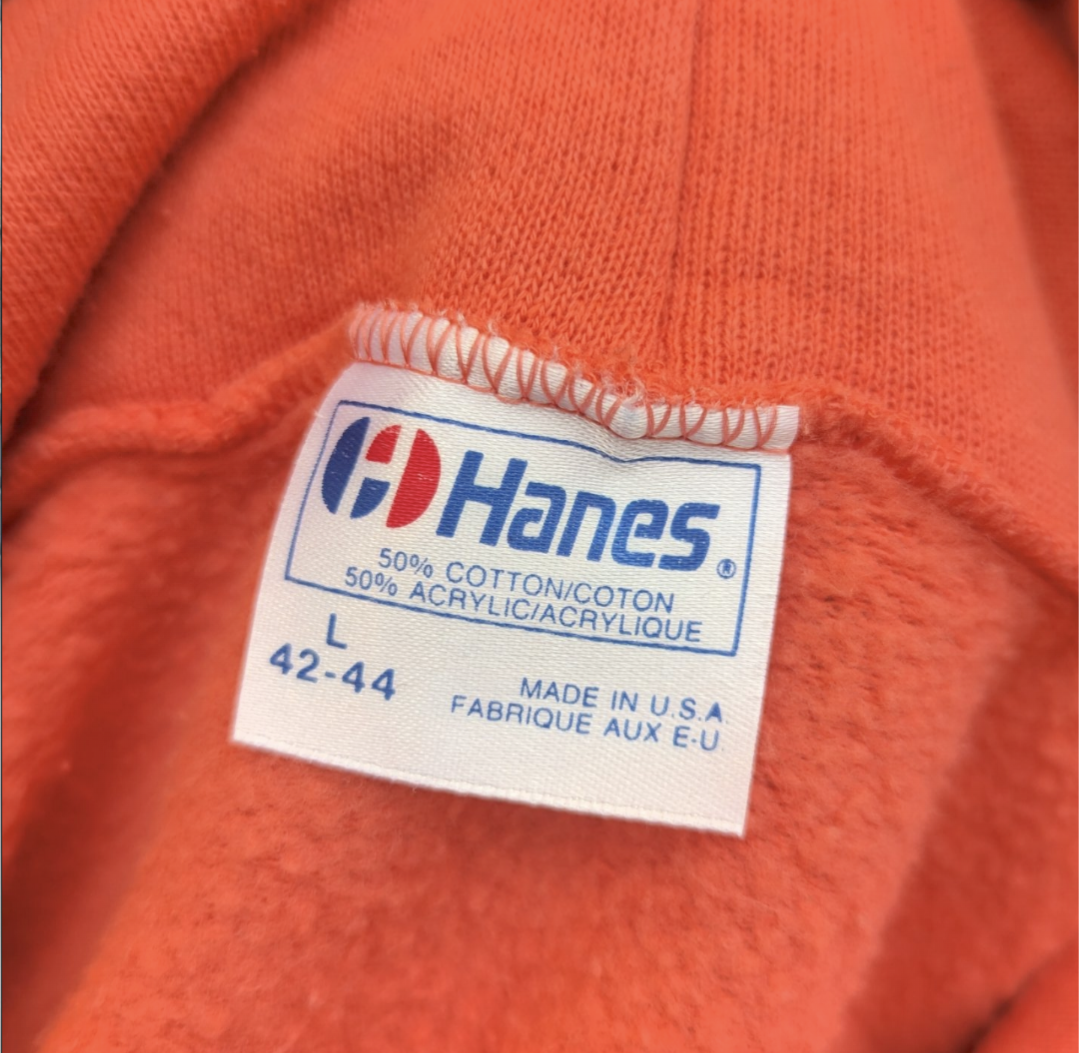 Hanes®
50% COTTON/COTON
50% ACRYLIC/ACRYLIQUE
L
42-44
MADE IN U.S.A.
FABRIQUE AUX E-U